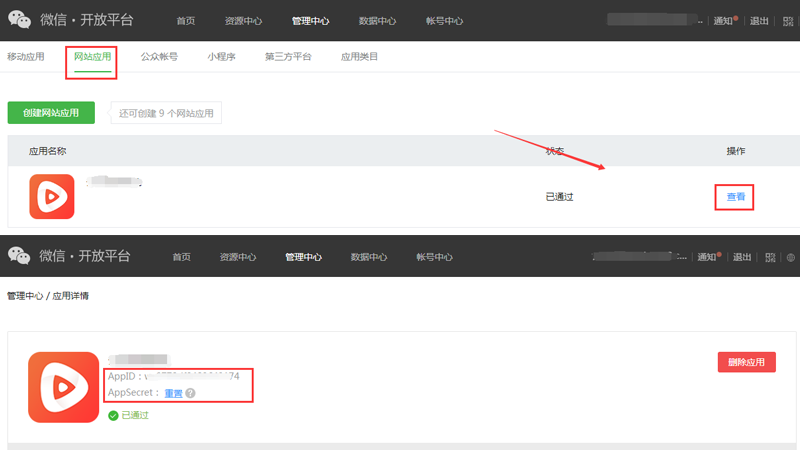 微信·开放平台 首页 资源中心 管理中心 数据中心 帐号中心 ... 通知 退出
移动应用 网站应用 公众帐号 小程序 第三方平台 应用类目
创建网站应用 还可创建 9 个网站应用
应用名称 状态 操作
已通过 查看
微信·开放平台 首页 资源中心 管理中心 数据中心 帐号中心 ... 通知 退出
管理中心 / 应用详情
删除应用
AppID：
AppSecret： 重置 ?
已通过